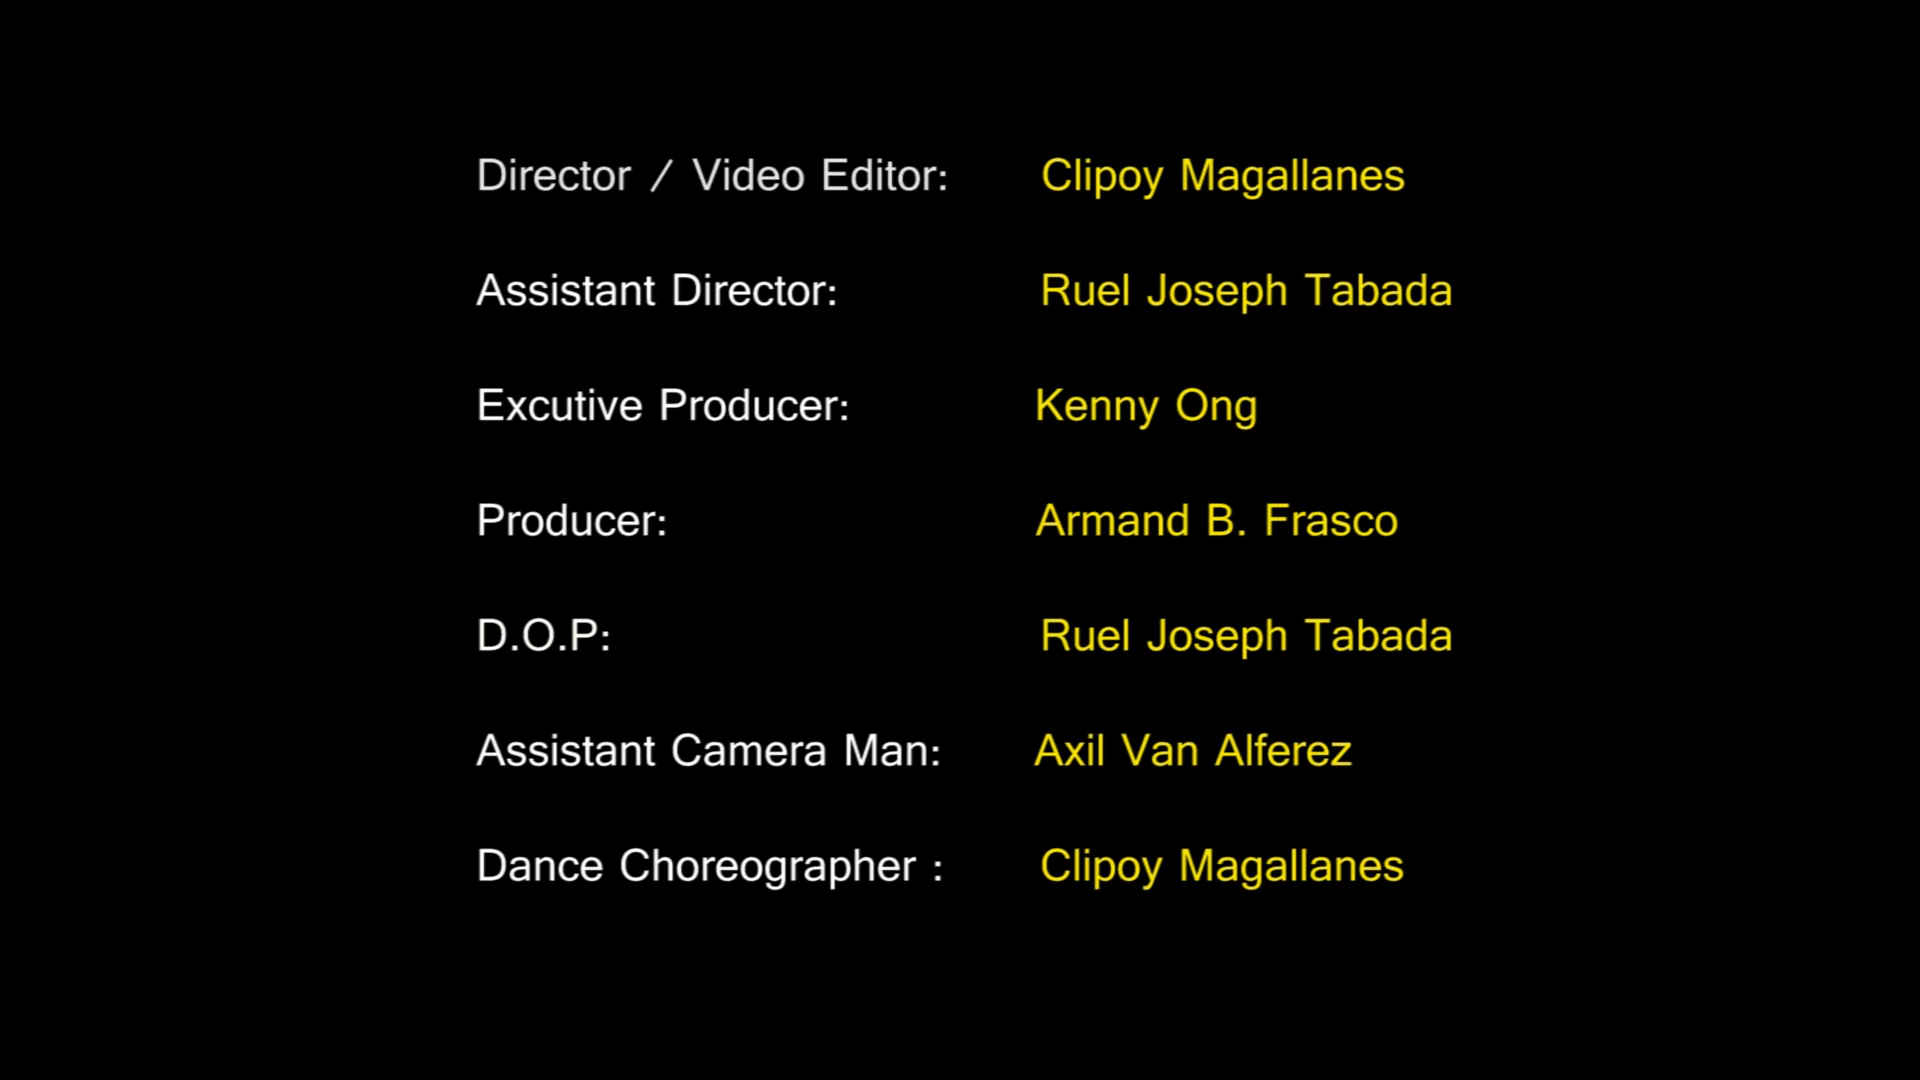 Director / Video Editor: Clipoy Magallanes
Assistant Director: Ruel Joseph Tabada
Excutive Producer: Kenny Ong
Producer: Armand B. Frasco
D.O.P: Ruel Joseph Tabada
Assistant Camera Man: Axil Van Alferez
Dance Choreographer : Clipoy Magallanes